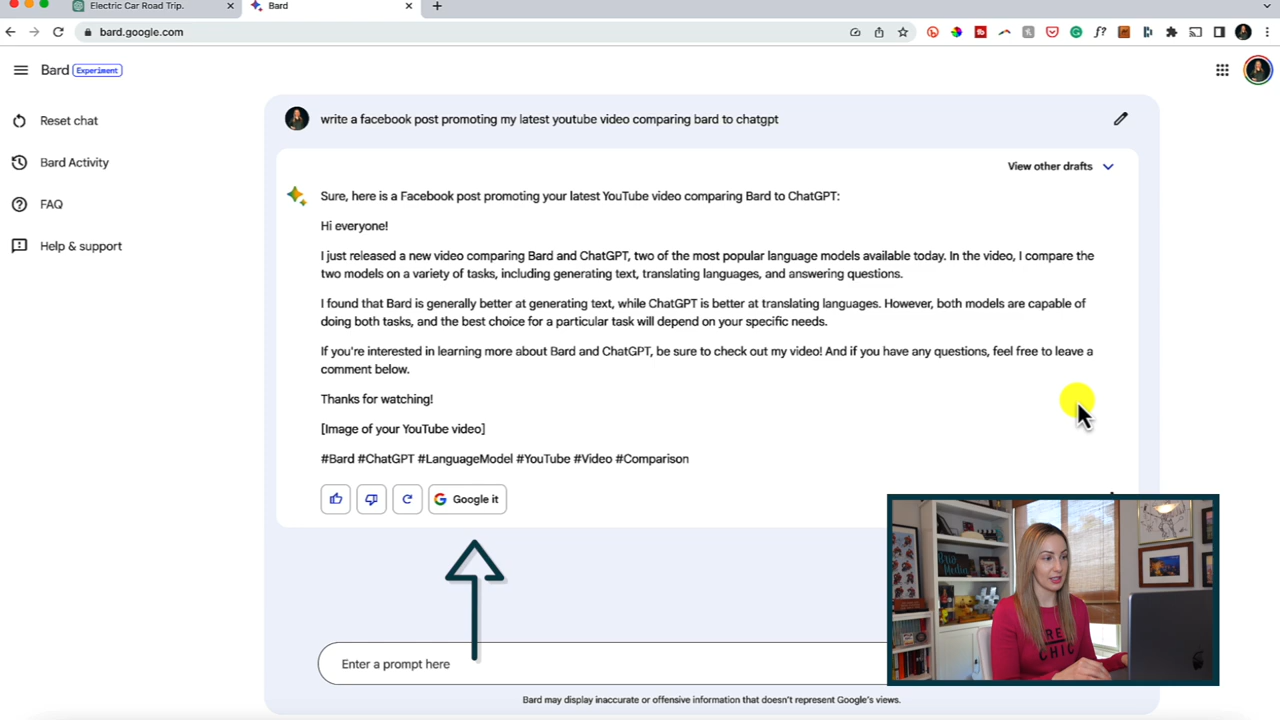 Electric Car Road Trip.
Bard
bard.google.com
Bard Experiment
Reset chat
Bard Activity
FAQ
Help & support
write a facebook post promoting my latest youtube video comparing bard to chatgpt
View other drafts
Sure, here is a Facebook post promoting your latest YouTube video comparing Bard to ChatGPT:
Hi everyone!
I just released a new video comparing Bard and ChatGPT, two of the most popular language models available today. In the video, I compare the
two models on a variety of tasks, including generating text, translating languages, and answering questions.
I found that Bard is generally better at generating text, while ChatGPT is better at translating languages. However, both models are capable of
doing both tasks, and the best choice for a particular task will depend on your specific needs.
If you're interested in learning more about Bard and ChatGPT, be sure to check out my video! And if you have any questions, feel free to leave a
comment below.
Thanks for watching!
[Image of your YouTube video]
#Bard #ChatGPT #LanguageModel #YouTube #Video #Comparison
Google it
Enter a prompt here
Bard may display inaccurate or offensive information that doesn't represent Google's views.